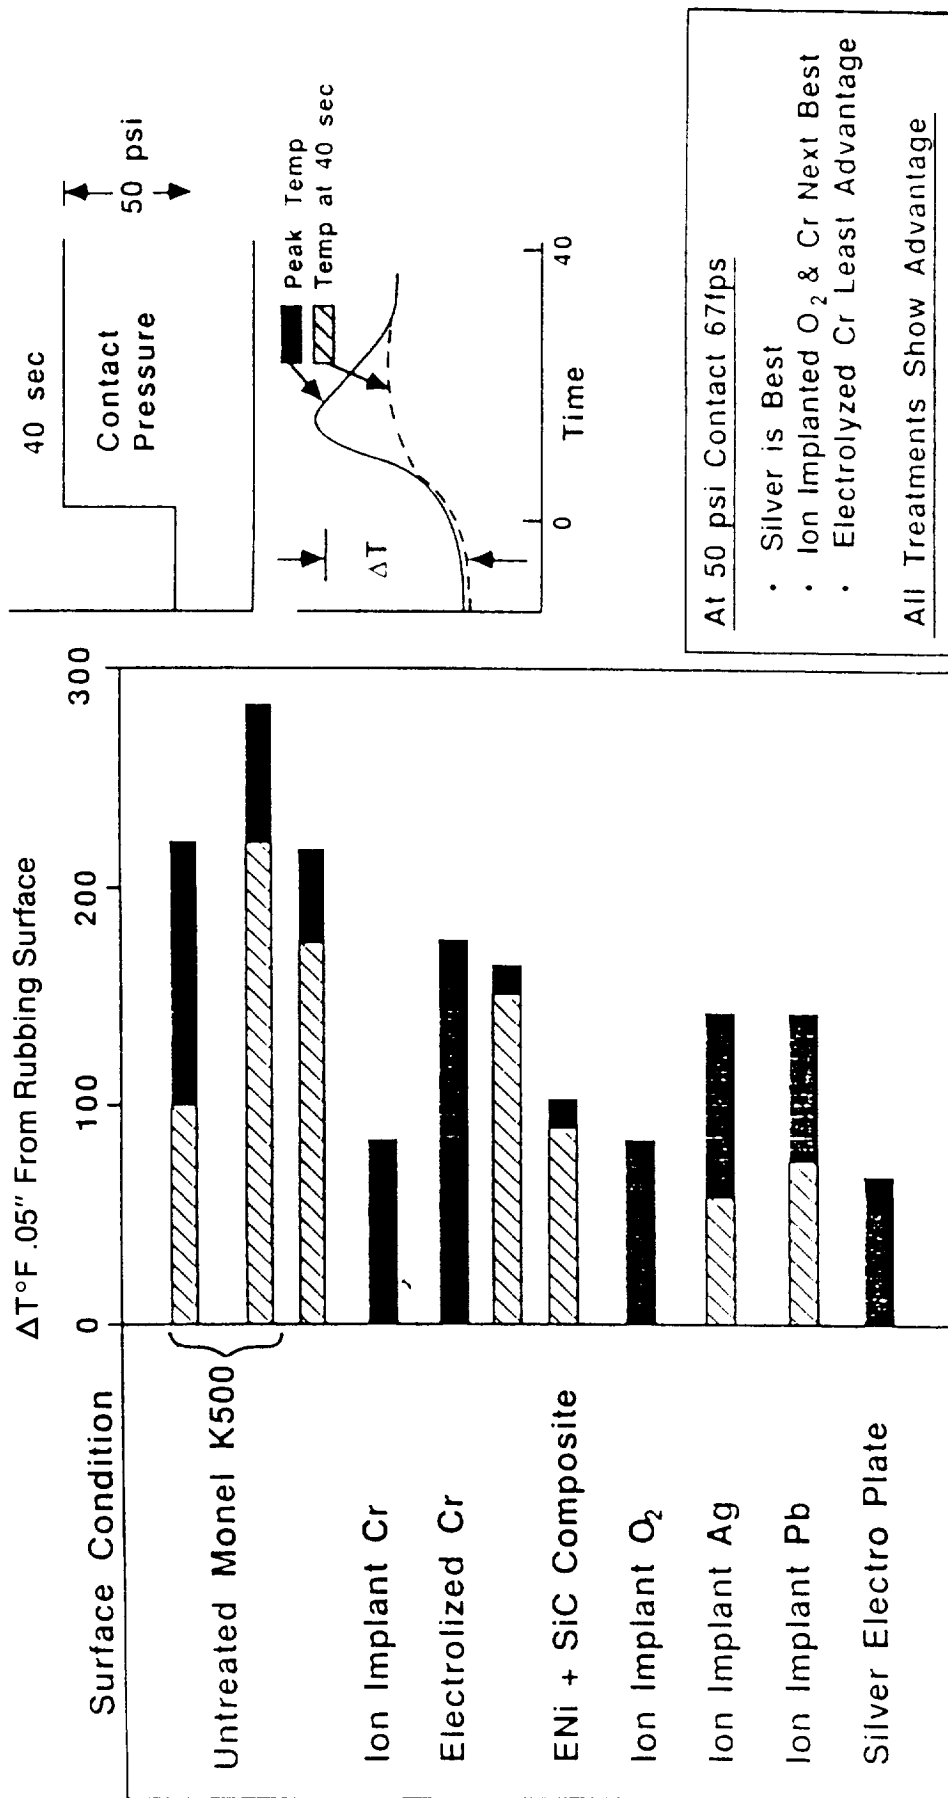 Surface Condition
ΔT°F .05" From Rubbing Surface
0
100
200
300
Untreated Monel K500
Ion Implant Cr
Electrolized Cr
ENi + SiC Composite
Ion Implant O₂
Ion Implant Ag
Ion Implant Pb
Silver Electro Plate
40 sec
Contact
Pressure
50 psi
Peak Temp
Temp at 40 sec
ΔT
0
40
Time
At 50 psi Contact 67fps
· Silver is Best
· Ion Implanted O₂ & Cr Next Best
· Electrolyzed Cr Least Advantage
All Treatments Show Advantage